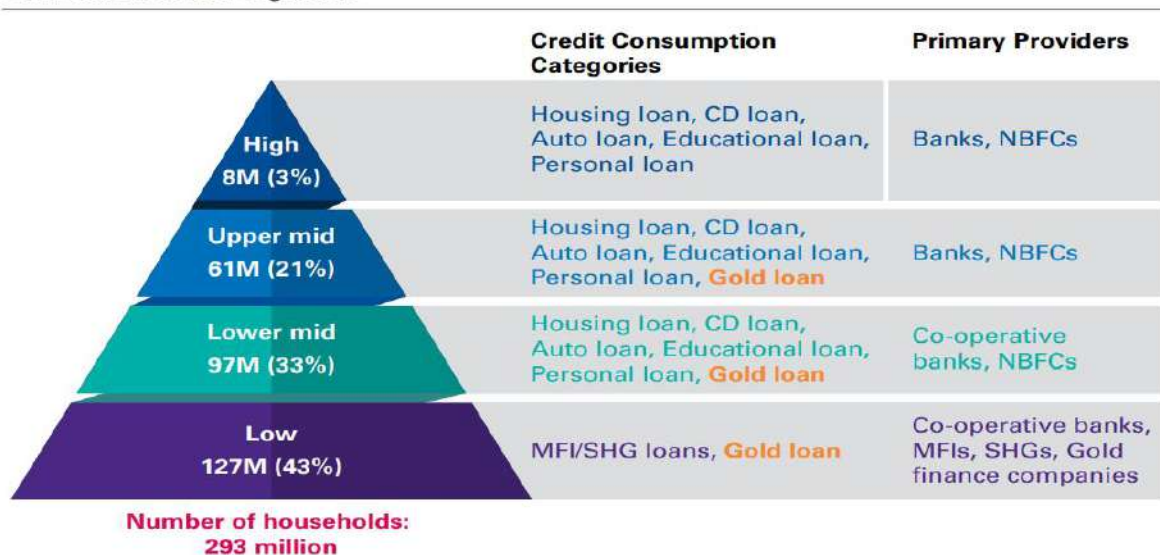 Credit Consumption
Categories
Primary Providers
High
8M (3%)
Housing loan, CD loan,
Auto loan, Educational loan,
Personal loan
Banks, NBFCs
Upper mid
61M (21%)
Housing loan, CD loan,
Auto loan, Educational loan,
Personal loan, Gold loan
Banks, NBFCs
Lower mid
97M (33%)
Housing loan, CD loan,
Auto loan, Educational loan,
Personal loan, Gold loan
Co-operative
banks, NBFCs
Low
127M (43%)
MFI/SHG loans, Gold loan
Co-operative banks,
MFIs, SHGs, Gold
finance companies
Number of households:
293 million